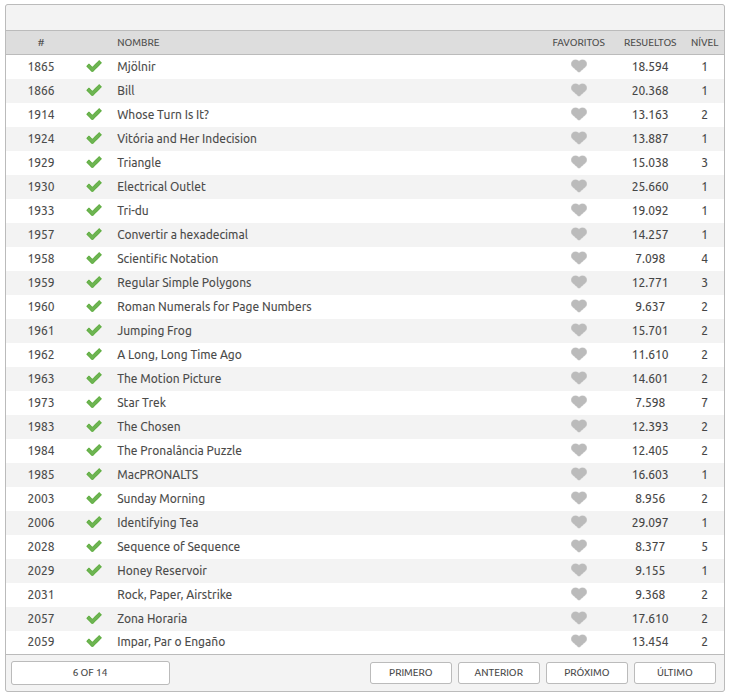 # NOMBRE FAVORITOS RESUELTOS NÍVEL
1865 Mjölnir 18.594 1
1866 Bill 20.368 1
1914 Whose Turn Is It? 13.163 2
1924 Vitória and Her Indecision 13.887 1
1929 Triangle 15.038 3
1930 Electrical Outlet 25.660 1
1933 Tri-du 19.092 1
1957 Convertir a hexadecimal 14.257 1
1958 Scientific Notation 7.098 4
1959 Regular Simple Polygons 12.771 3
1960 Roman Numerals for Page Numbers 9.637 2
1961 Jumping Frog 15.701 2
1962 A Long, Long Time Ago 11.610 2
1963 The Motion Picture 14.601 2
1973 Star Trek 7.598 7
1983 The Chosen 12.393 2
1984 The Pronalância Puzzle 12.405 2
1985 MacPRONALTS 16.603 1
2003 Sunday Morning 8.956 2
2006 Identifying Tea 29.097 1
2028 Sequence of Sequence 8.377 5
2029 Honey Reservoir 9.155 1
2031 Rock, Paper, Airstrike 9.368 2
2057 Zona Horaria 17.610 2
2059 Impar, Par o Engaño 13.454 2
6 OF 14 PRIMERO ANTERIOR PRÓXIMO ÚLTIMO